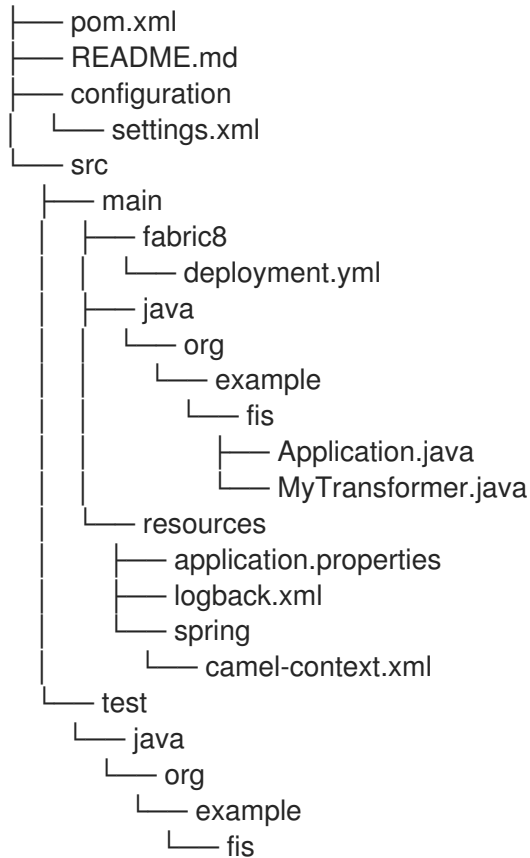 ├── pom.xml
├── README.md
├── configuration
│   └── settings.xml
└── src
    ├── main
    │   ├── fabric8
    │   │   └── deployment.yml
    │   ├── java
    │   │   └── org
    │   │       └── example
    │   │           └── fis
    │   │               ├── Application.java
    │   │               └── MyTransformer.java
    │   └── resources
    │       ├── application.properties
    │       ├── logback.xml
    │       └── spring
    │           └── camel-context.xml
    └── test
        └── java
            └── org
                └── example
                    └── fis